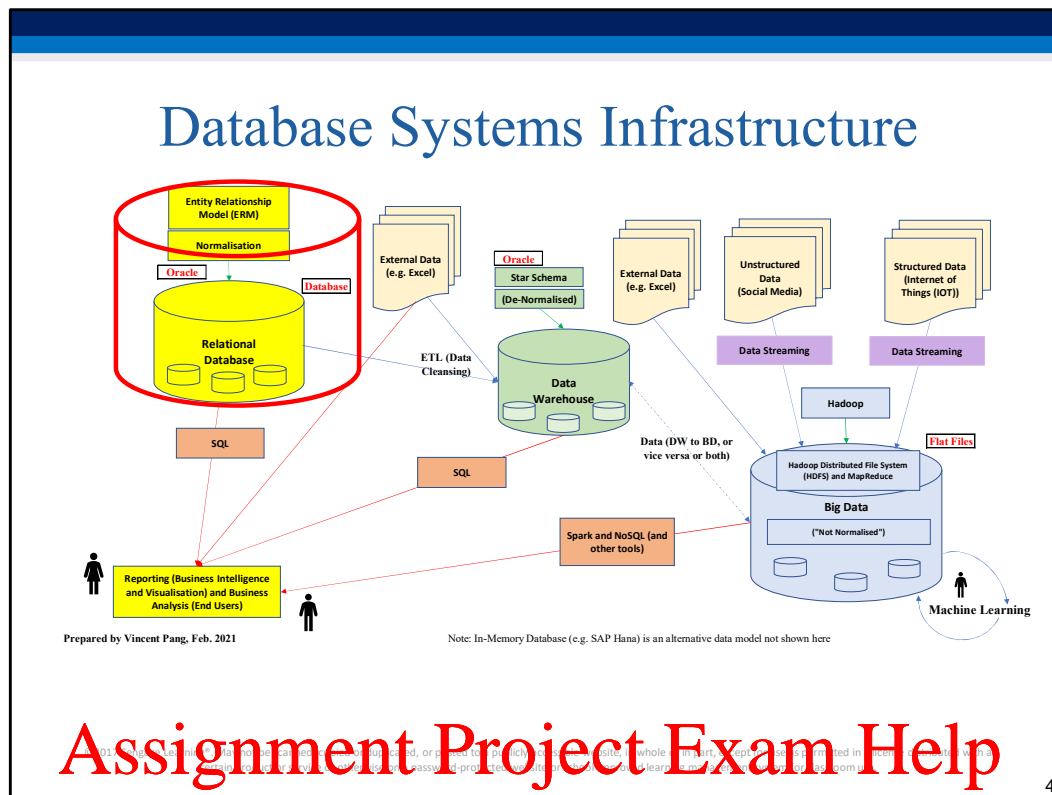 Database Systems Infrastructure
Entity Relationship
Model (ERM)
Normalisation
Oracle
Database
Relational
Database
External Data
(e.g. Excel)
Oracle
Star Schema
(De-Normalised)
ETL (Data
Cleansing)
Data
Warehouse
External Data
(e.g. Excel)
Unstructured
Data
(Social Media)
Structured Data
(Internet of
Things (IOT))
Data Streaming
Data Streaming
Hadoop
Flat Files
Data (DW to BD, or
vice versa or both)
Hadoop Distributed File System
(HDFS) and MapReduce
Big Data
("Not Normalised")
SQL
SQL
Spark and NoSQL (and
other tools)
Reporting (Business Intelligence
and Visualisation) and Business
Analysis (End Users)
Machine Learning
Prepared by Vincent Pang, Feb. 2021
Note: In-Memory Database (e.g. SAP Hana) is an alternative data model not shown here
Assignment Project Exam Help
4